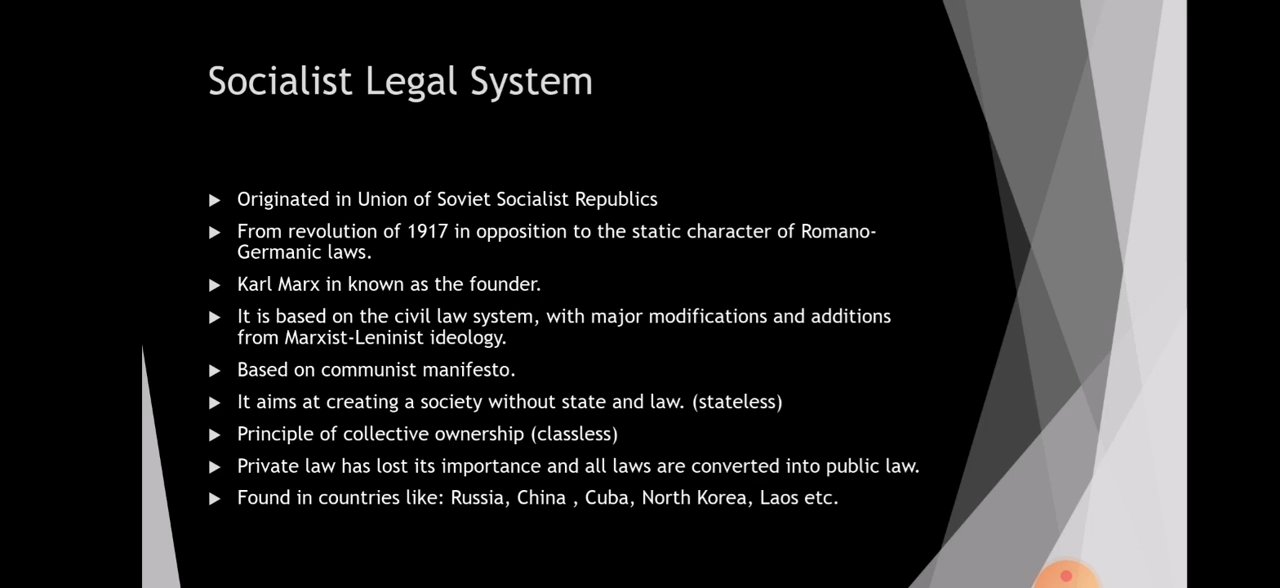 Socialist Legal System
Originated in Union of Soviet Socialist Republics
From revolution of 1917 in opposition to the static character of Romano-
Germanic laws.
Karl Marx in known as the founder.
It is based on the civil law system, with major modifications and additions
from Marxist-Leninist ideology.
Based on communist manifesto.
It aims at creating a society without state and law. (stateless)
Principle of collective ownership (classless)
Private law has lost its importance and all laws are converted into public law.
Found in countries like: Russia, China , Cuba, North Korea, Laos etc.